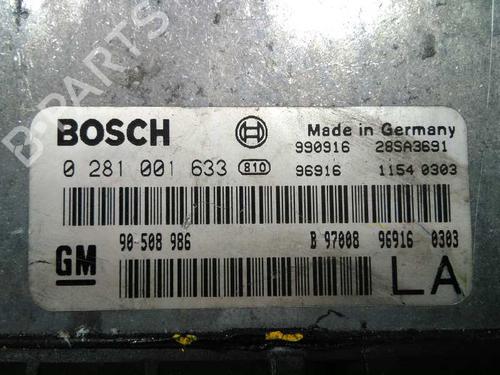 BOSCH
Made in Germany
990916 28SA3691
0 281 001 633 810 96916 1154 0303
90-508 986 B 97008 96916 0303
GM LA
B-PARTS